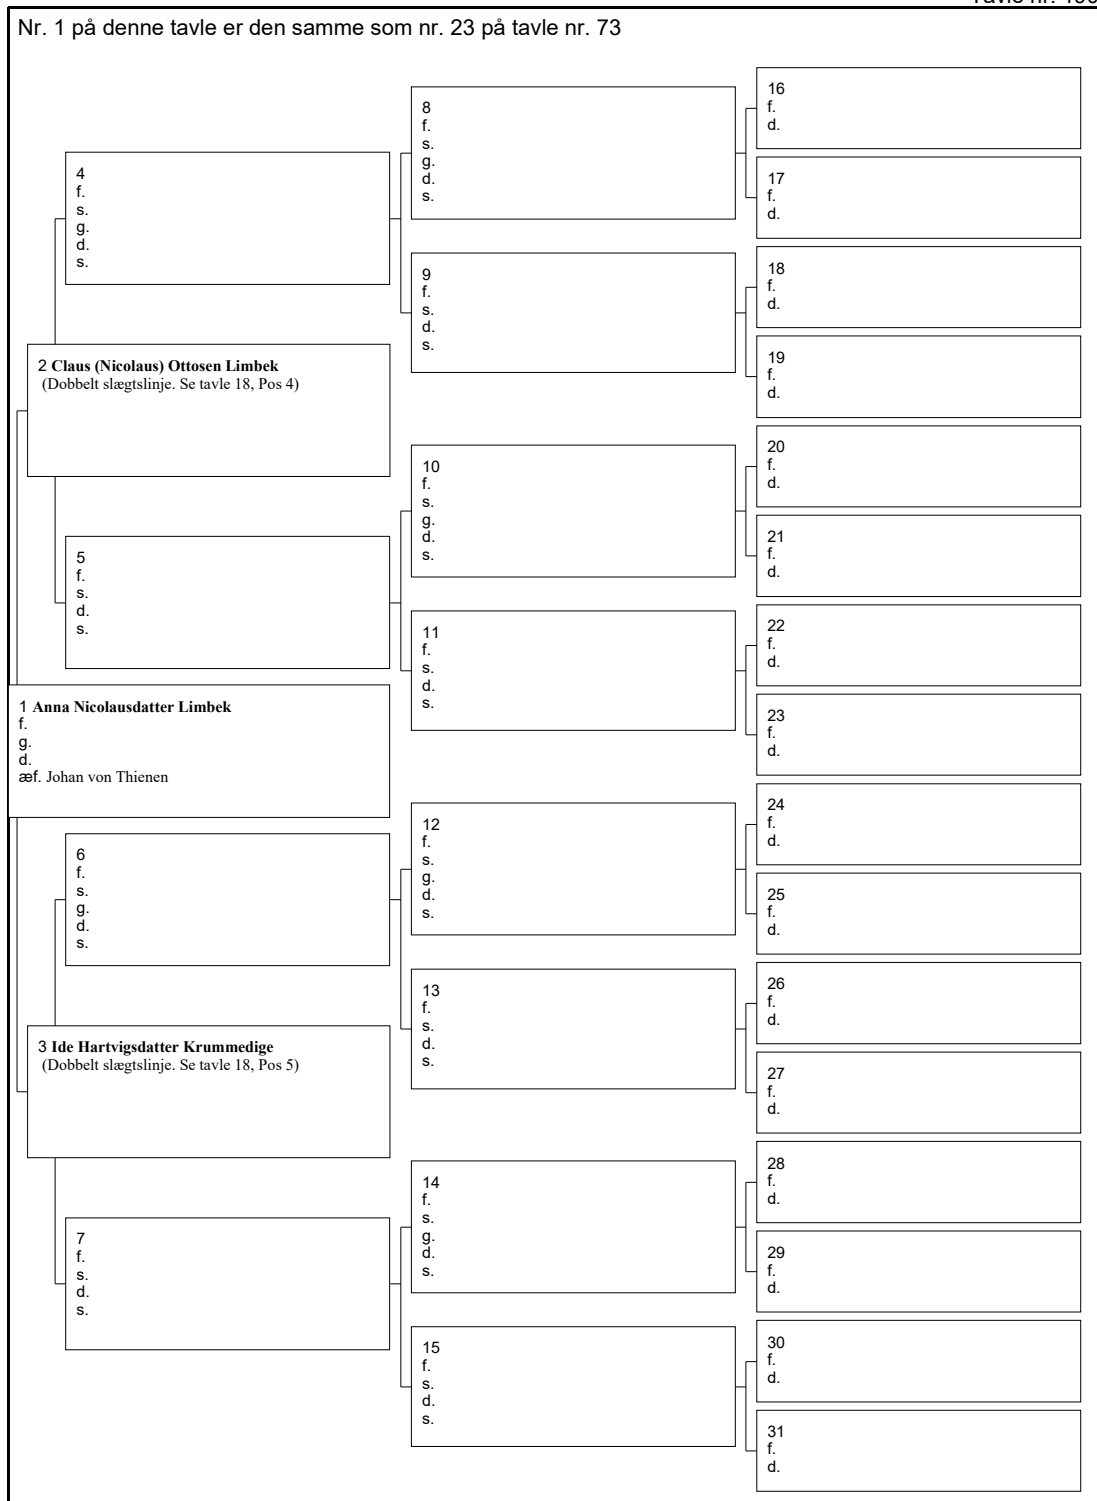 Nr. 1 på denne tavle er den samme som nr. 23 på tavle nr. 73
16
f.
d.
8
f.
s.
g.
d.
s.
17
f.
d.
4
f.
s.
g.
d.
s.
18
f.
d.
9
f.
s.
d.
s.
19
f.
d.
2 Claus (Nicolaus) Ottosen Limbek
(Dobbelt slægtslinje. Se tavle 18, Pos 4)
20
f.
d.
10
f.
s.
g.
d.
s.
21
f.
d.
5
f.
s.
d.
s.
22
f.
d.
11
f.
s.
d.
s.
23
f.
d.
1 Anna Nicolausdatter Limbek
f.
g.
d.
æf. Johan von Thienen
24
f.
d.
12
f.
s.
g.
d.
s.
25
f.
d.
6
f.
s.
g.
d.
s.
26
f.
d.
13
f.
s.
d.
s.
27
f.
d.
3 Ide Hartvigsdatter Krummedige
(Dobbelt slægtslinje. Se tavle 18, Pos 5)
28
f.
d.
14
f.
s.
g.
d.
s.
29
f.
d.
7
f.
s.
d.
s.
30
f.
d.
15
f.
s.
d.
s.
31
f.
d.